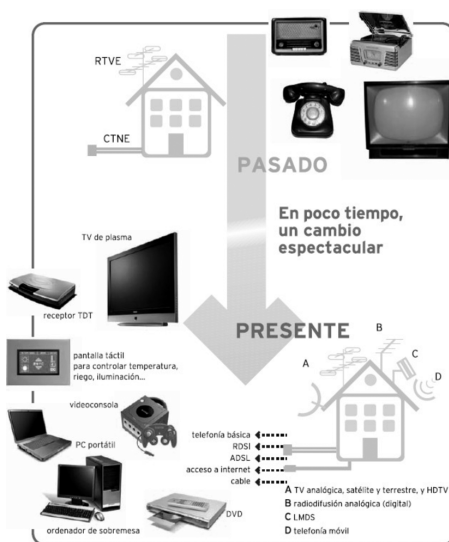 RTVE
CTNE
PASADO
En poco tiempo,
un cambio
espectacular
TV de plasma
receptor TDT
PRESENTE
pantalla táctil
para controlar temperatura,
riego, iluminación...
videoconsola
PC portátil
ordenador de sobremesa
DVD
A
B
C
D
telefonía básica
RDSI
ADSL
acceso a internet
cable
A TV analógica, satélite y terrestre, y HDTV
B radiodifusión analógica (digital)
C LMDS
D telefonía móvil